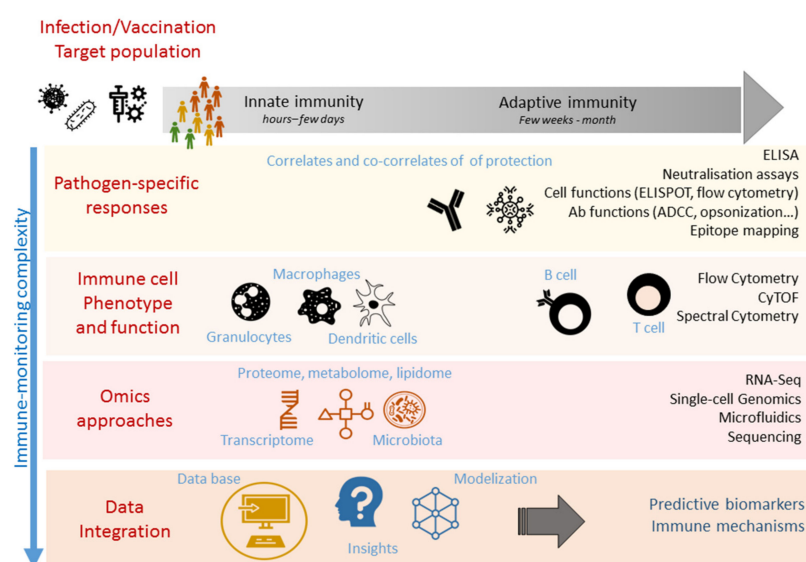 Infection/Vaccination
Target population
Innate immunity
hours–few days
Adaptive immunity
Few weeks - month
Immune-monitoring complexity
Pathogen-specific
responses
Correlates and co-correlates of of protection
ELISA
Neutralisation assays
Cell functions (ELISPOT, flow cytometry)
Ab functions (ADCC, opsonization...)
Epitope mapping
Immune cell
Phenotype
and function
Macrophages
Granulocytes
Dendritic cells
B cell
T cell
Flow Cytometry
CyTOF
Spectral Cytometry
Omics
approaches
Proteome, metabolome, lipidome
Transcriptome
Microbiota
RNA-Seq
Single-cell Genomics
Microfluidics
Sequencing
Data
Integration
Data base
Insights
Modelization
Predictive biomarkers
Immune mechanisms